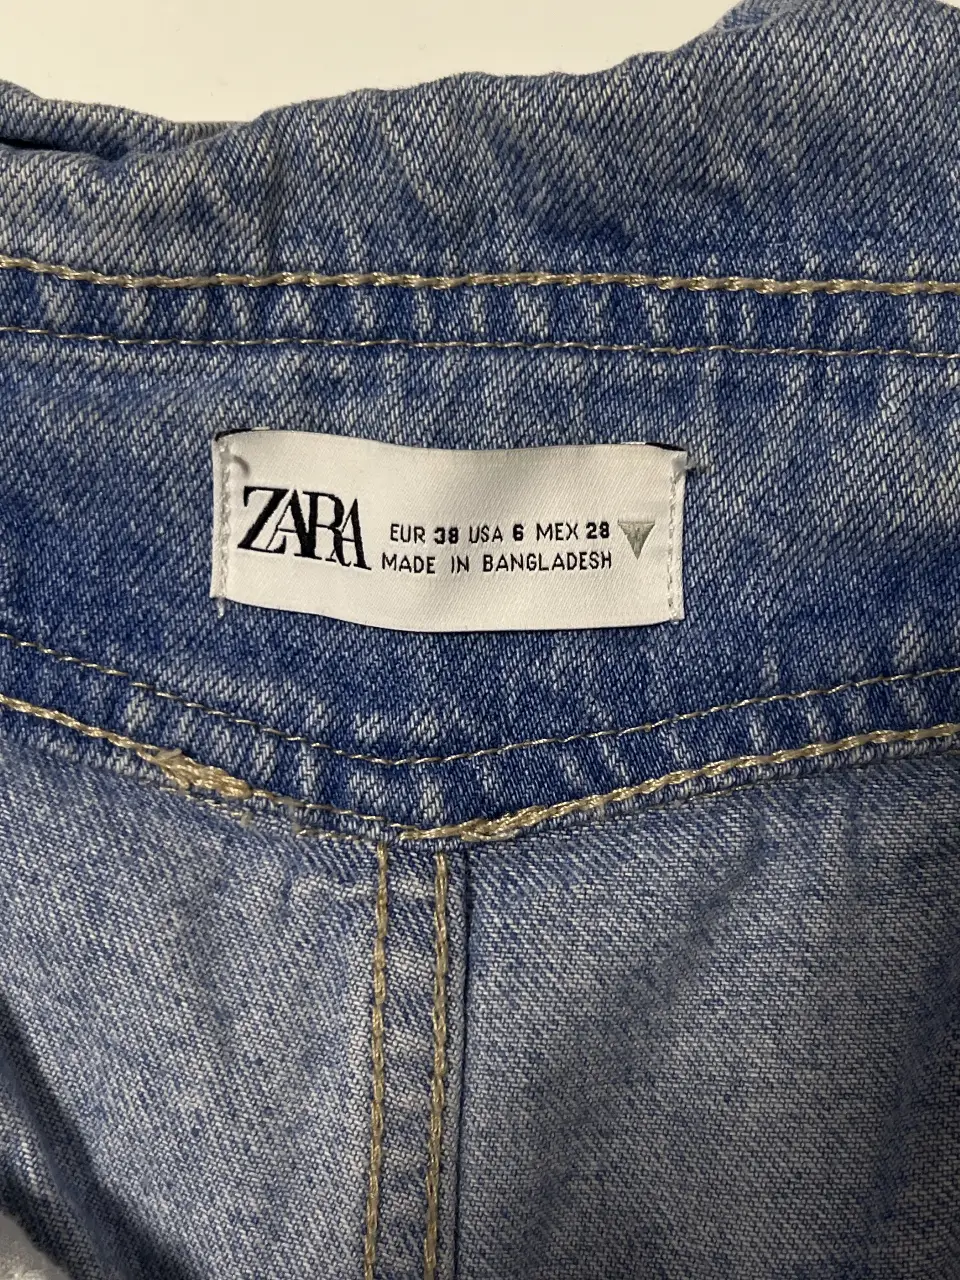 ZARA
EUR 38 USA 6 MEX 28
MADE IN BANGLADESH